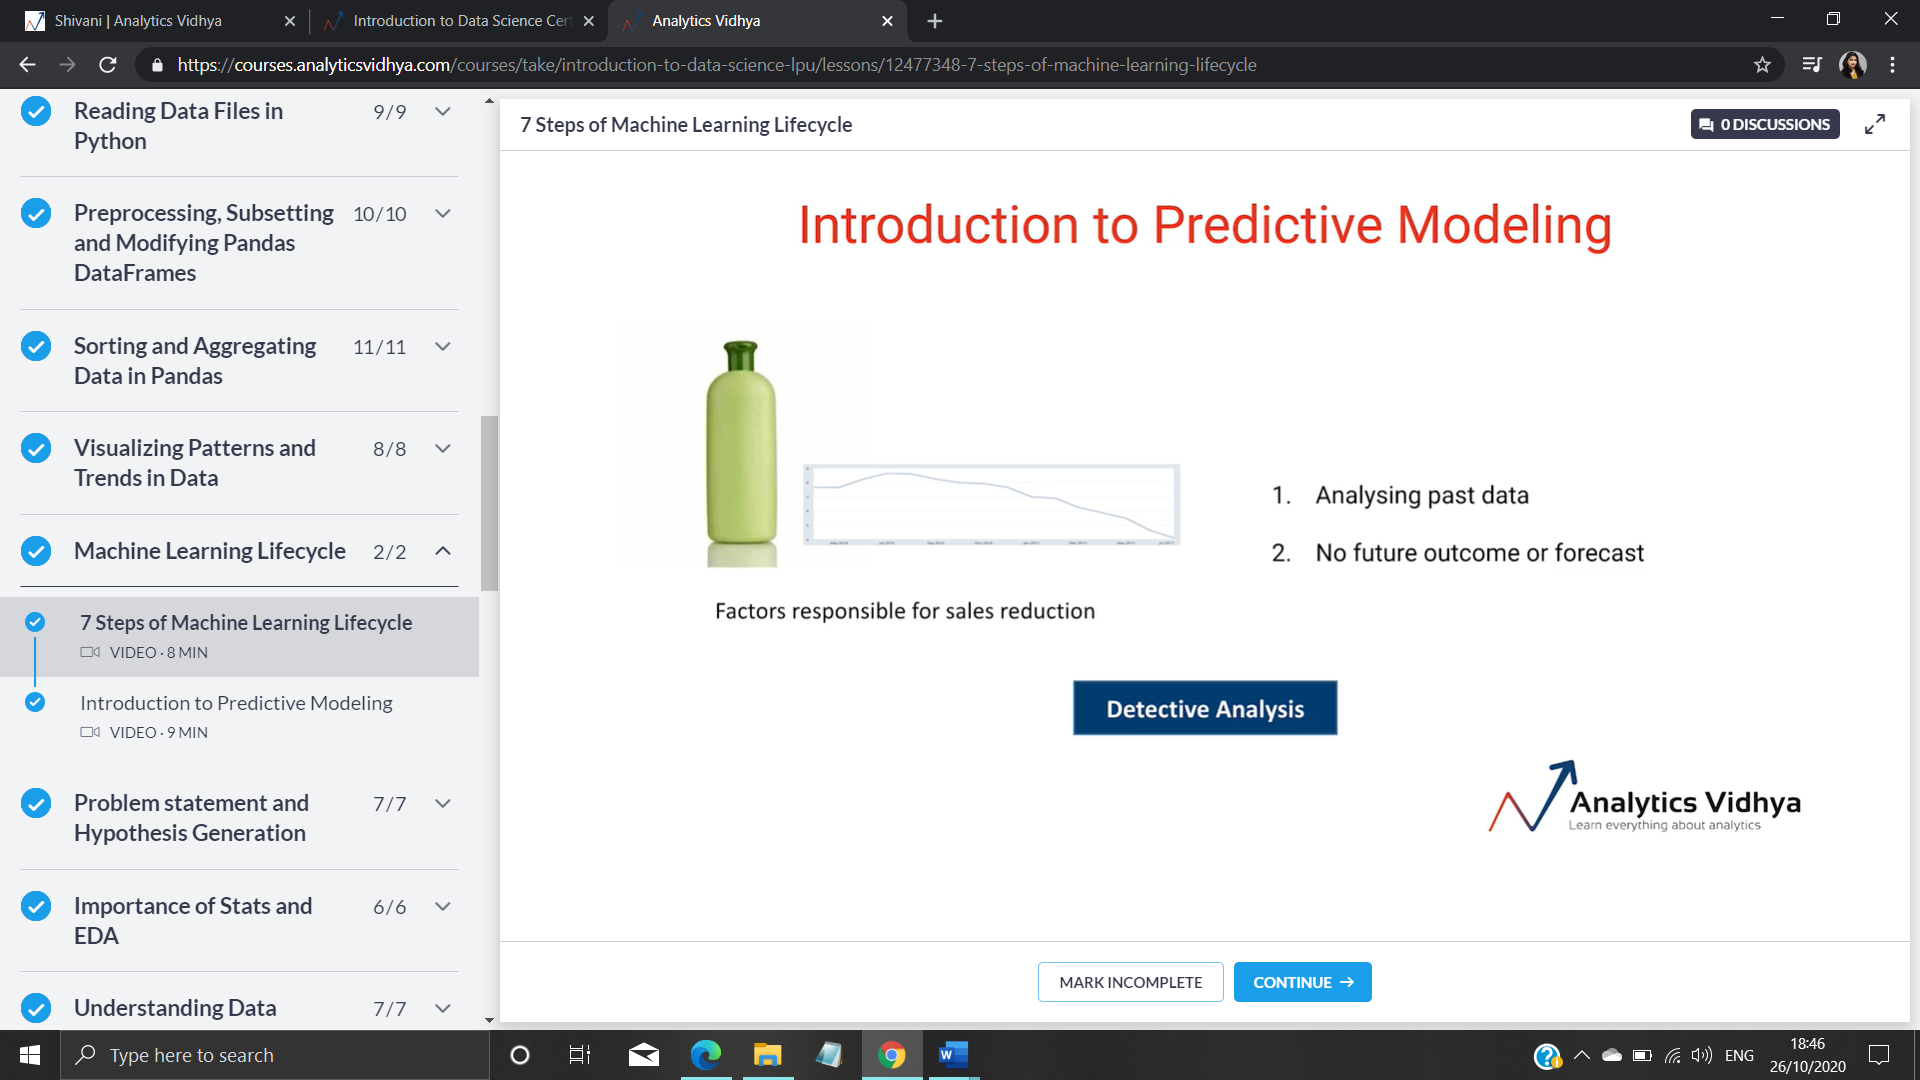 Shivani | Analytics Vidhya
Introduction to Data Science Cert
Analytics Vidhya
https://courses.analyticsvidhya.com/courses/take/introduction-to-data-science-lpu/lessons/12477348-7-steps-of-machine-learning-lifecycle
Reading Data Files in
Python
9/9
Preprocessing, Subsetting
and Modifying Pandas
DataFrames
10/10
Sorting and Aggregating
Data in Pandas
11/11
Visualizing Patterns and
Trends in Data
8/8
Machine Learning Lifecycle
2/2
7 Steps of Machine Learning Lifecycle
VIDEO · 8 MIN
Introduction to Predictive Modeling
VIDEO · 9 MIN
Problem statement and
Hypothesis Generation
7/7
Importance of Stats and
EDA
6/6
Understanding Data
7/7
7 Steps of Machine Learning Lifecycle
0 DISCUSSIONS
Introduction to Predictive Modeling
1. Analysing past data
2. No future outcome or forecast
Factors responsible for sales reduction
Detective Analysis
Analytics Vidhya
Learn everything about analytics
MARK INCOMPLETE
CONTINUE →
Type here to search
ENG
18:46
26/10/2020